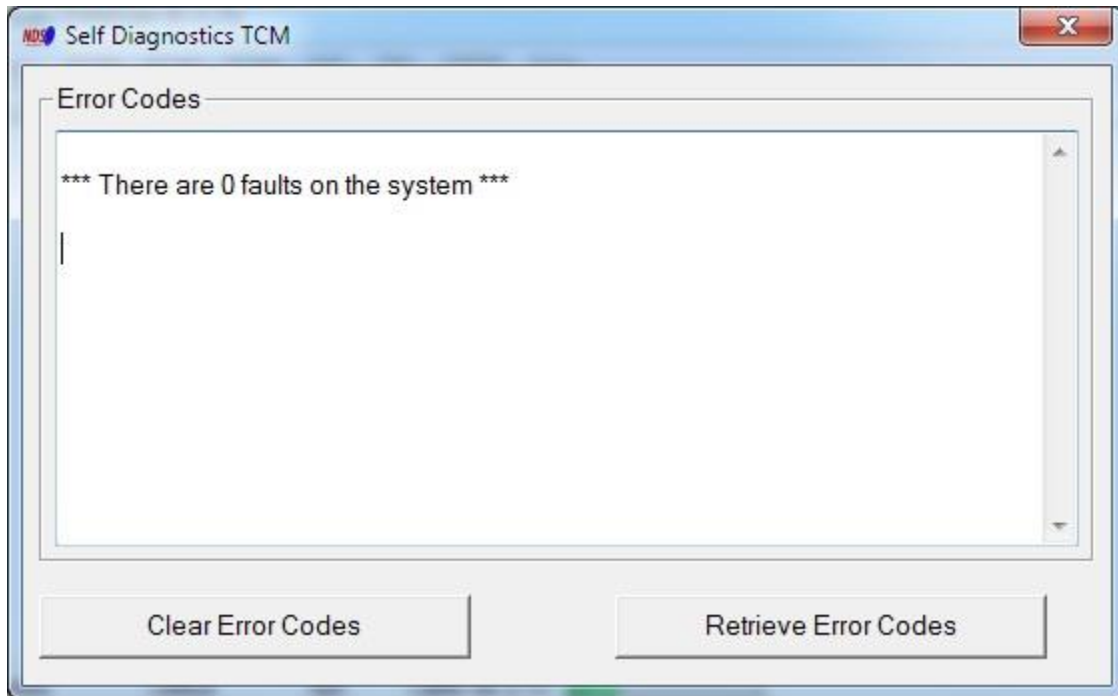 NDS
Self Diagnostics TCM
Error Codes
*** There are 0 faults on the system ***
Clear Error Codes
Retrieve Error Codes